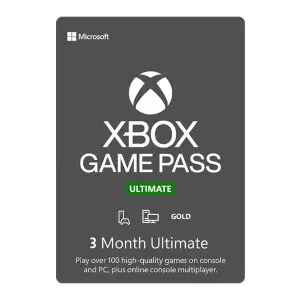 Microsoft
XBOX
GAME PASS
ULTIMATE
GOLD
3 Month Ultimate
Play over 100 high-quality games on console
and PC, plus online console multiplayer.